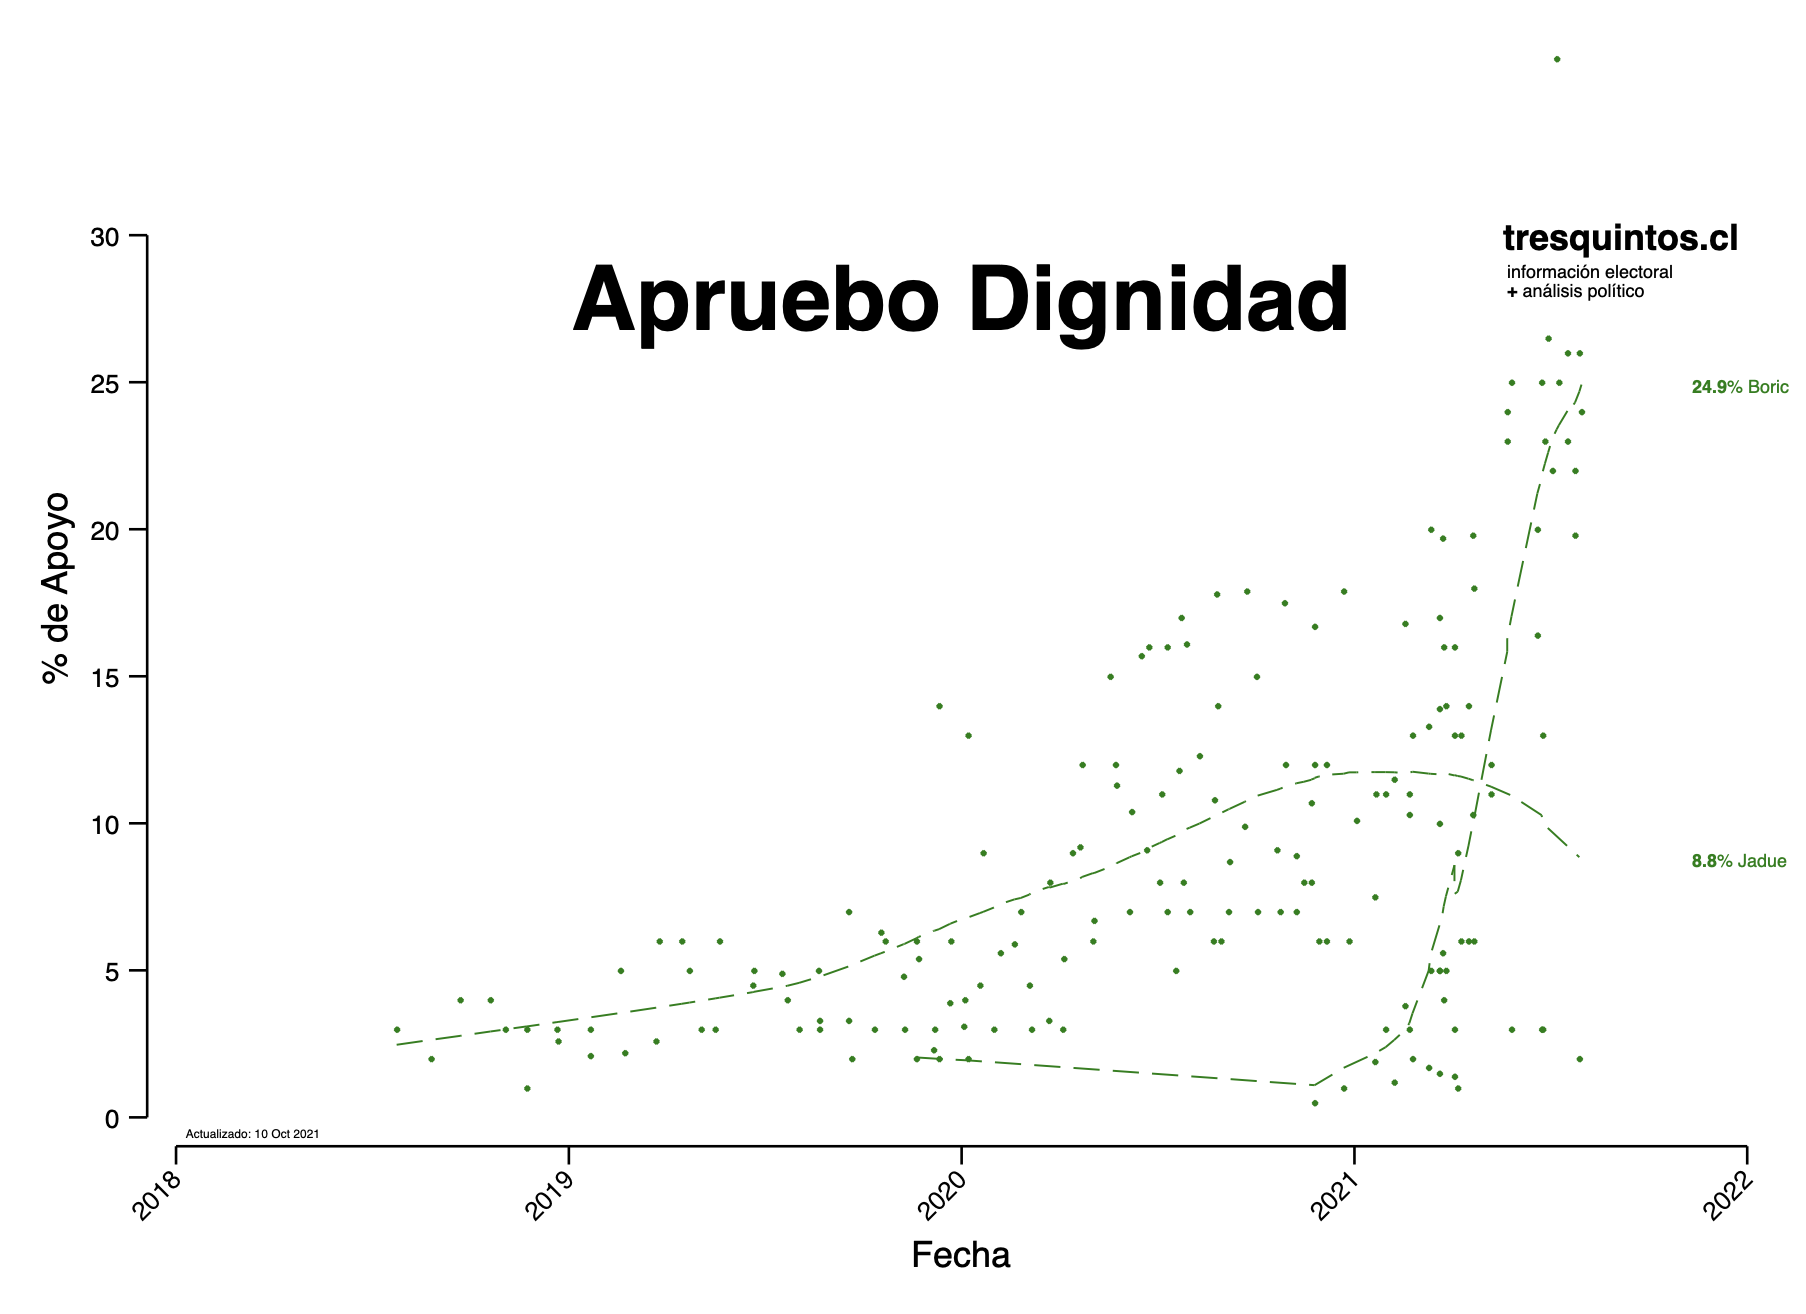 30
tresquintos.cl
información electoral
+ análisis político
Apruebo Dignidad
25
24.9% Boric
20
% de Apoyo
15
10
8.8% Jadue
5
0
Actualizado: 10 Oct 2021
2018
2019
2020
2021
2022
Fecha